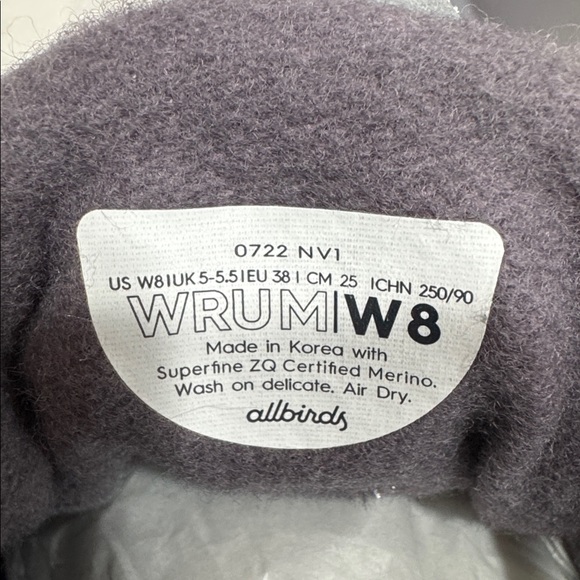 0722 NV1
US W8|UK 5-5.5|EU 38| CM 25 |CHN 250/90
WRUM|W8
Made in Korea with
Superfine ZQ Certified Merino.
Wash on delicate. Air Dry.
allbirds